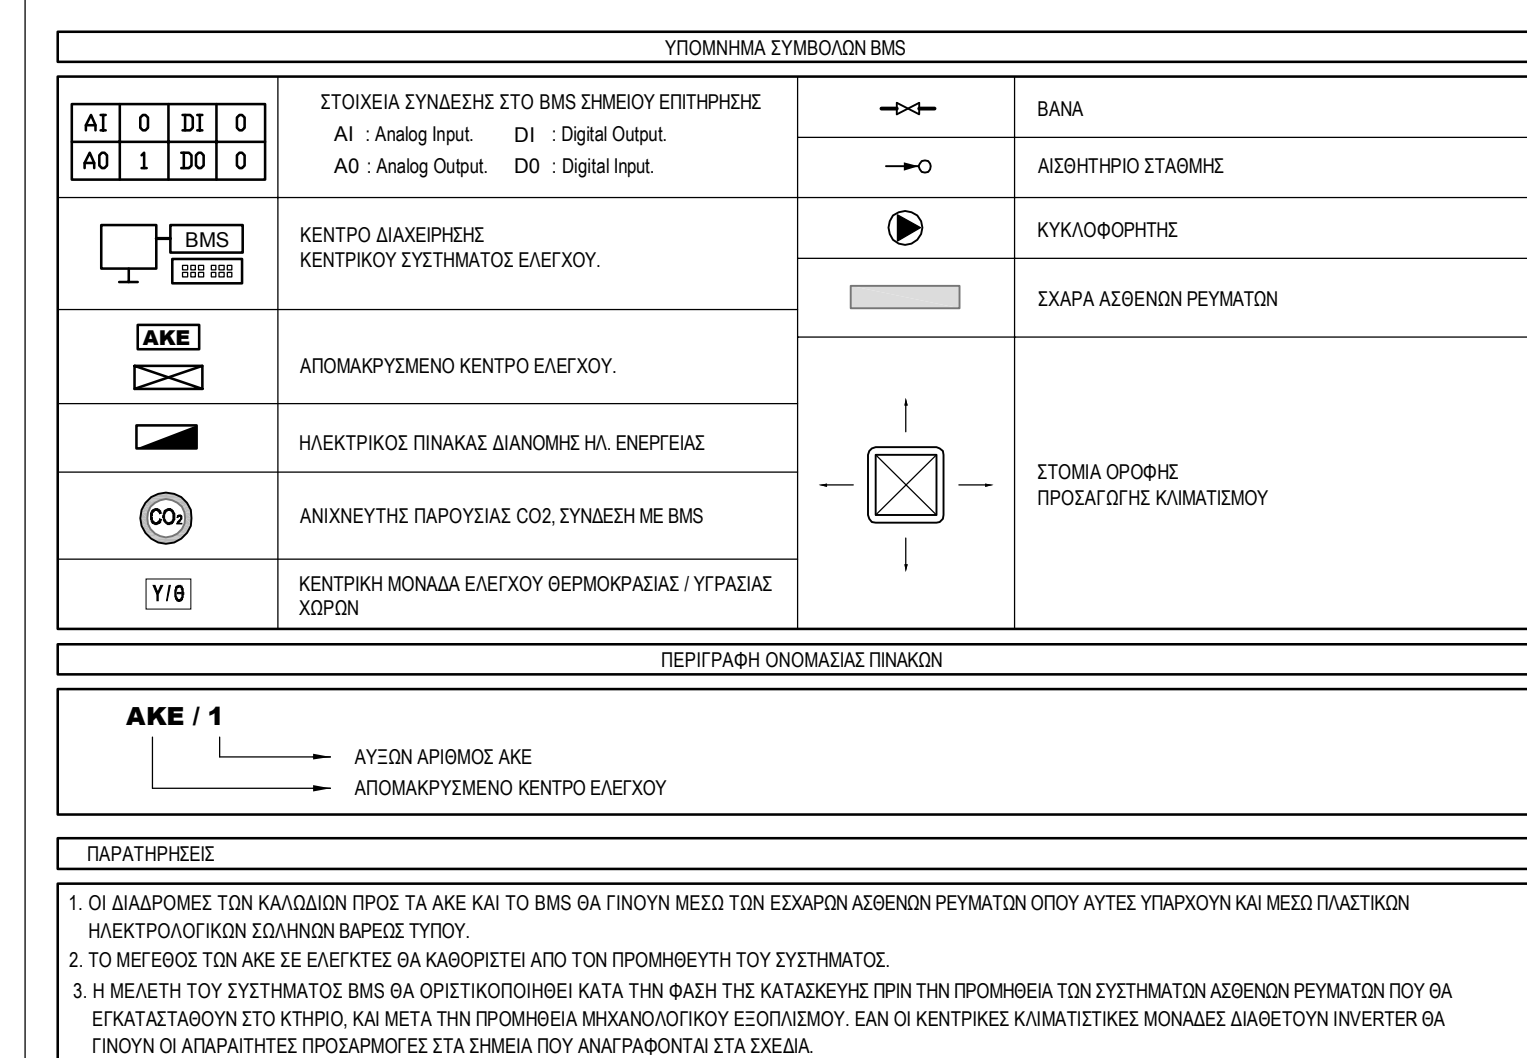 ΥΠΟΜΝΗΜΑ ΣΥΜΒΟΛΩΝ BMS
AI 0 DI 0
AO 1 DO 0
ΣΤΟΙΧΕΙΑ ΣΥΝΔΕΣΗΣ ΣΤΟ BMS ΣΗΜΕΙΟΥ ΕΠΙΤΗΡΗΣΗΣ
AI : Analog Input. DI : Digital Output.
AO : Analog Output. DO : Digital Input.
BMS
ΚΕΝΤΡΟ ΔΙΑΧΕΙΡΗΣΗΣ
ΚΕΝΤΡΙΚΟΥ ΣΥΣΤΗΜΑΤΟΣ ΕΛΕΓΧΟΥ.
ΑΚΕ
ΑΠΟΜΑΚΡΥΣΜΕΝΟ ΚΕΝΤΡΟ ΕΛΕΓΧΟΥ.
ΗΛΕΚΤΡΙΚΟΣ ΠΙΝΑΚΑΣ ΔΙΑΝΟΜΗΣ ΗΛ. ΕΝΕΡΓΕΙΑΣ
CO2
ΑΝΙΧΝΕΥΤΗΣ ΠΑΡΟΥΣΙΑΣ CO2, ΣΥΝΔΕΣΗ ΜΕ BMS
Υ/θ
ΚΕΝΤΡΙΚΗ ΜΟΝΑΔΑ ΕΛΕΓΧΟΥ ΘΕΡΜΟΚΡΑΣΙΑΣ / ΥΓΡΑΣΙΑΣ
ΧΩΡΩΝ
ΒΑΝΑ
ΑΙΣΘΗΤΗΡΙΟ ΣΤΑΘΜΗΣ
ΚΥΚΛΟΦΟΡΗΤΗΣ
ΣΧΑΡΑ ΑΣΘΕΝΩΝ ΡΕΥΜΑΤΩΝ
ΣΤΟΜΙΑ ΟΡΟΦΗΣ
ΠΡΟΣΑΓΩΓΗΣ ΚΛΙΜΑΤΙΣΜΟΥ
ΠΕΡΙΓΡΑΦΗ ΟΝΟΜΑΣΙΑΣ ΠΙΝΑΚΩΝ
ΑΚΕ / 1
ΑΥΞΩΝ ΑΡΙΘΜΟΣ ΑΚΕ
ΑΠΟΜΑΚΡΥΣΜΕΝΟ ΚΕΝΤΡΟ ΕΛΕΓΧΟΥ
ΠΑΡΑΤΗΡΗΣΕΙΣ
1. ΟΙ ΔΙΑΔΡΟΜΕΣ ΤΩΝ ΚΑΛΩΔΙΩΝ ΠΡΟΣ ΤΑ ΑΚΕ ΚΑΙ ΤΟ BMS ΘΑ ΓΙΝΟΥΝ ΜΕΣΩ ΤΩΝ ΕΣΧΑΡΩΝ ΑΣΘΕΝΩΝ ΡΕΥΜΑΤΩΝ ΟΠΟΥ ΑΥΤΕΣ ΥΠΑΡΧΟΥΝ ΚΑΙ ΜΕΣΩ ΠΛΑΣΤΙΚΩΝ
ΗΛΕΚΤΡΟΛΟΓΙΚΩΝ ΣΩΛΗΝΩΝ ΒΑΡΕΩΣ ΤΥΠΟΥ.
2. ΤΟ ΜΕΓΕΘΟΣ ΤΩΝ ΑΚΕ ΣΕ ΕΛΕΓΚΤΕΣ ΘΑ ΚΑΘΟΡΙΣΤΕΙ ΑΠΟ ΤΟΝ ΠΡΟΜΗΘΕΥΤΗ ΤΟΥ ΣΥΣΤΗΜΑΤΟΣ.
3. Η ΜΕΛΕΤΗ ΤΟΥ ΣΥΣΤΗΜΑΤΟΣ BMS ΘΑ ΟΡΙΣΤΙΚΟΠΟΙΗΘΕΙ ΚΑΤΑ ΤΗΝ ΦΑΣΗ ΤΗΣ ΚΑΤΑΣΚΕΥΗΣ ΠΡΙΝ ΤΗΝ ΠΡΟΜΗΘΕΙΑ ΤΩΝ ΣΥΣΤΗΜΑΤΩΝ ΑΣΘΕΝΩΝ ΡΕΥΜΑΤΩΝ ΠΟΥ ΘΑ
ΕΓΚΑΤΑΣΤΑΘΟΥΝ ΣΤΟ ΚΤΗΡΙΟ, ΚΑΙ ΜΕΤΑ ΤΗΝ ΠΡΟΜΗΘΕΙΑ ΜΗΧΑΝΟΛΟΓΙΚΟΥ ΕΞΟΠΛΙΣΜΟΥ. ΕΑΝ ΟΙ ΚΕΝΤΡΙΚΕΣ ΚΛΙΜΑΤΙΣΤΙΚΕΣ ΜΟΝΑΔΕΣ ΔΙΑΘΕΤΟΥΝ INVERTER ΘΑ
ΓΙΝΟΥΝ ΟΙ ΑΠΑΡΑΙΤΗΤΕΣ ΠΡΟΣΑΡΜΟΓΕΣ ΣΤΑ ΣΗΜΕΙΑ ΠΟΥ ΑΝΑΓΡΑΦΟΝΤΑΙ ΣΤΑ ΣΧΕΔΙΑ.